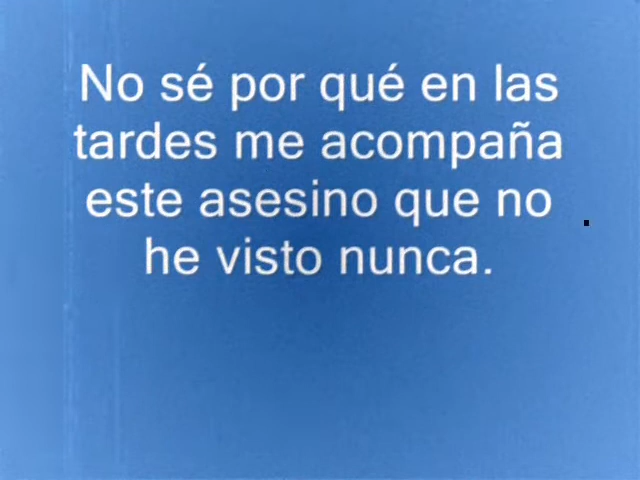 No sé por qué en las
tardes me acompaña
este asesino que no
he visto nunca.